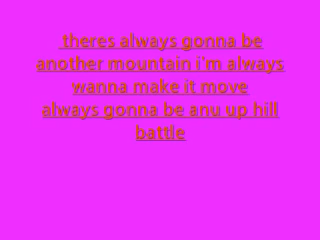 theres always gonna be
another mountain i'm always
wanna make it move
always gonna be anu up hill
battle